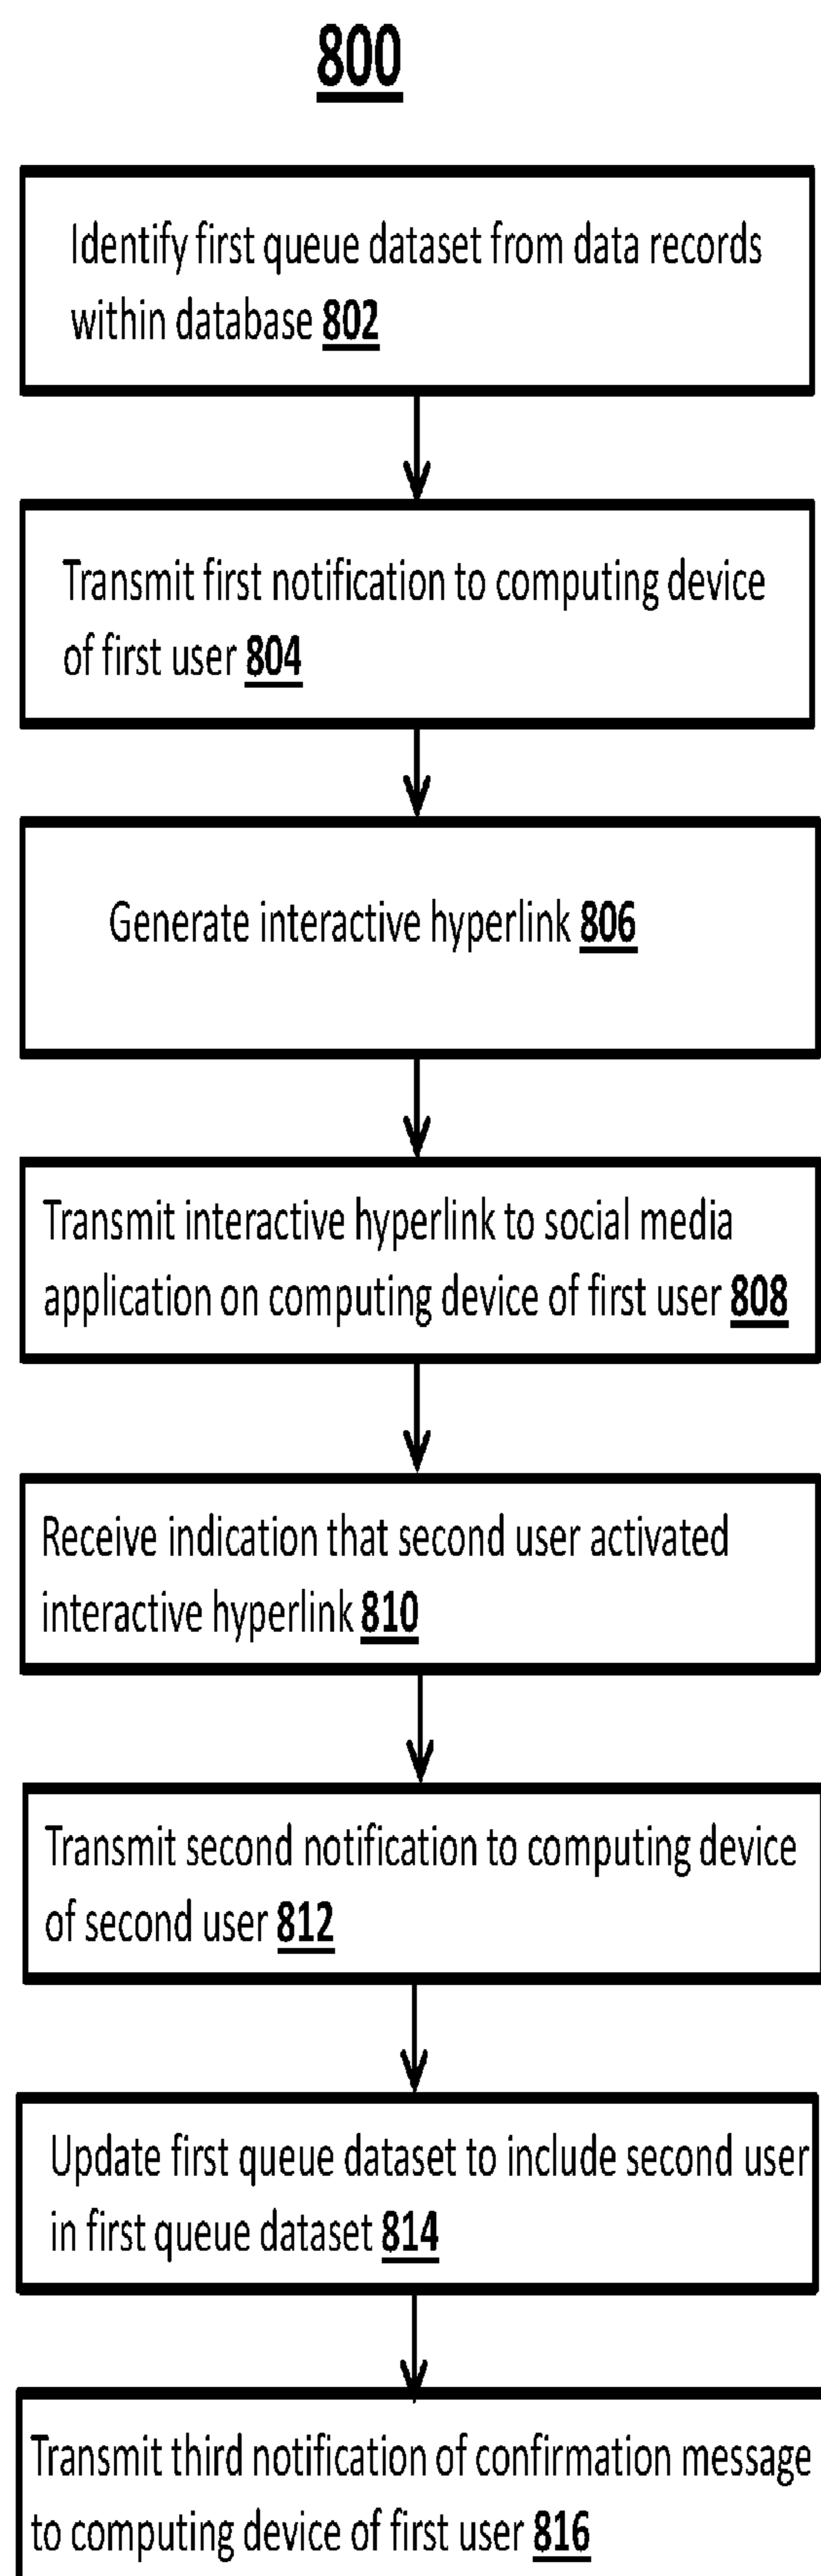 800
Identify first queue dataset from data records
within database 802
Transmit first notification to computing device
of first user 804
Generate interactive hyperlink 806
Transmit interactive hyperlink to social media
application on computing device of first user 808
Receive indication that second user activated
interactive hyperlink 810
Transmit second notification to computing device
of second user 812
Update first queue dataset to include second user
in first queue dataset 814
Transmit third notification of confirmation message
to computing device of first user 816